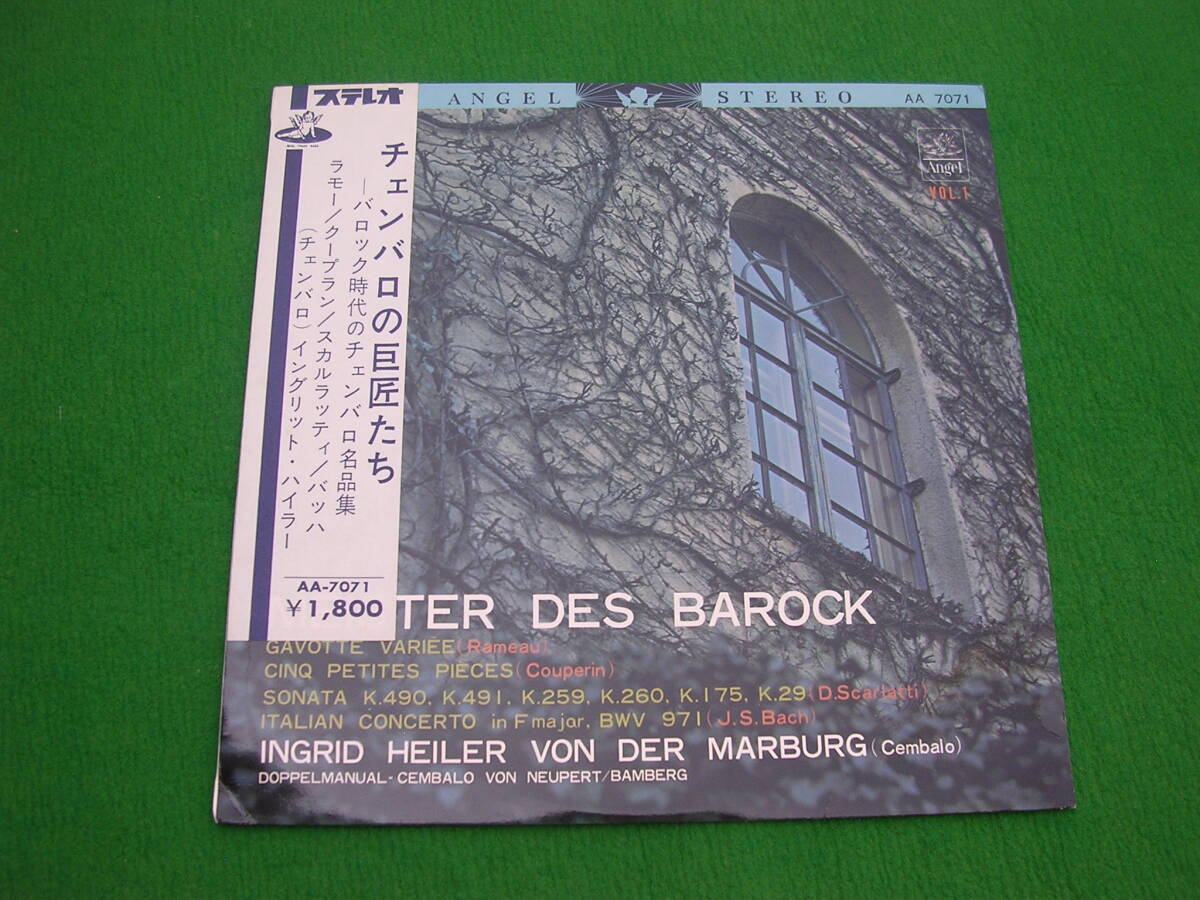 ステレオ
チェンバロの巨匠たち
―バロック時代のチェンバロ名品集
ラモー/クープラン/スカルラッティ/バッハ
(チェンバロ)イングリット・ハイラー
AA-7071
￥1,800
ANGEL STEREO AA 7071
Angel
VOL.1
TER DES BAROCK
GAVOTTE VARIÉE(Rameau)
CINQ PETITES PIÈCES(Couperin)
SONATA K.490, K.491, K.259, K.260, K.175, K.29(D.Scarlatti)
ITALIAN CONCERTO in F major, BWV 971(J.S.Bach)
INGRID HEILER VON DER MARBURG(Cembalo)
DOPPELMANUAL-CEMBALO VON NEUPERT/BAMBERG